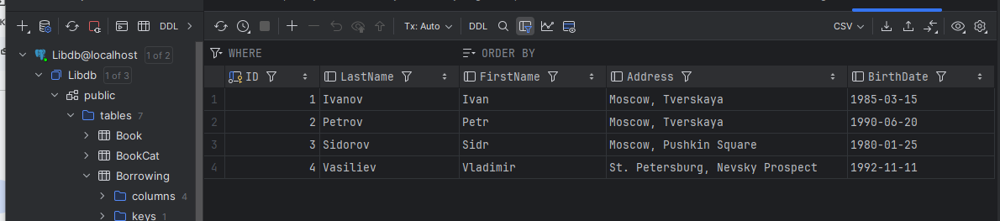 DDL
Tx: Auto DDL CSV
Libdb@localhost 1 of 2
Libdb 1 of 3
public
tables 7
Book
BookCat
Borrowing
columns 4
keys 1
WHERE ORDER BY
ID LastName FirstName Address BirthDate
1 1 Ivanov Ivan Moscow, Tverskaya 1985-03-15
2 2 Petrov Petr Moscow, Tverskaya 1990-06-20
3 3 Sidorov Sidr Moscow, Pushkin Square 1980-01-25
4 4 Vasiliev Vladimir St. Petersburg, Nevsky Prospect 1992-11-11